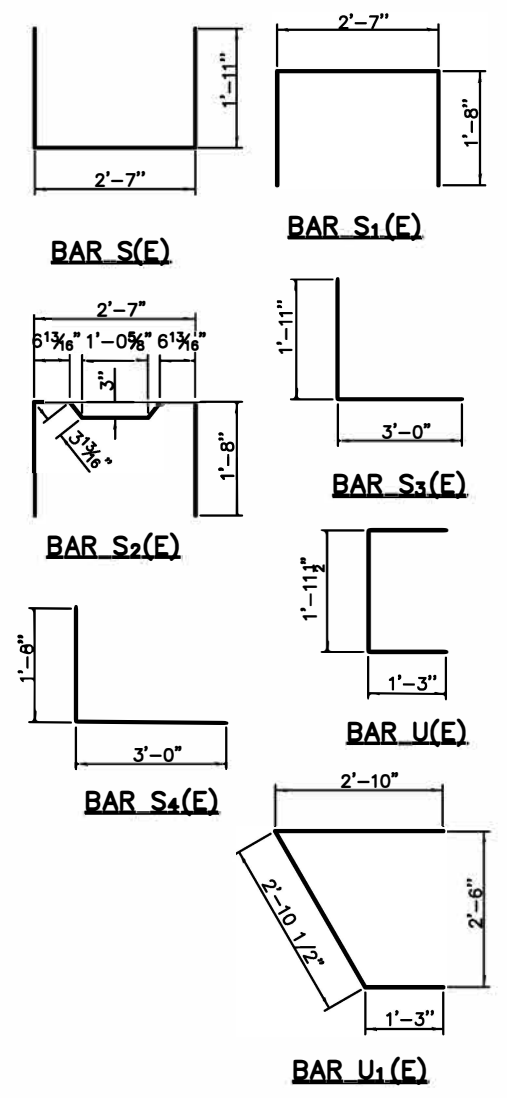 1'-11"
2'-7"
BAR S(E)
2'-7"
1'-8"
BAR S1(E)
2'-7"
6 13/16" 1'-0 5/8" 6 13/16"
3"
3 13/16"
1'-8"
BAR S2(E)
1'-11"
3'-0"
BAR S3(E)
1'-11 1/2"
1'-3"
BAR U(E)
1'-8"
3'-0"
BAR S4(E)
2'-10"
2'-10 1/2"
2'-6"
1'-3"
BAR U1(E)